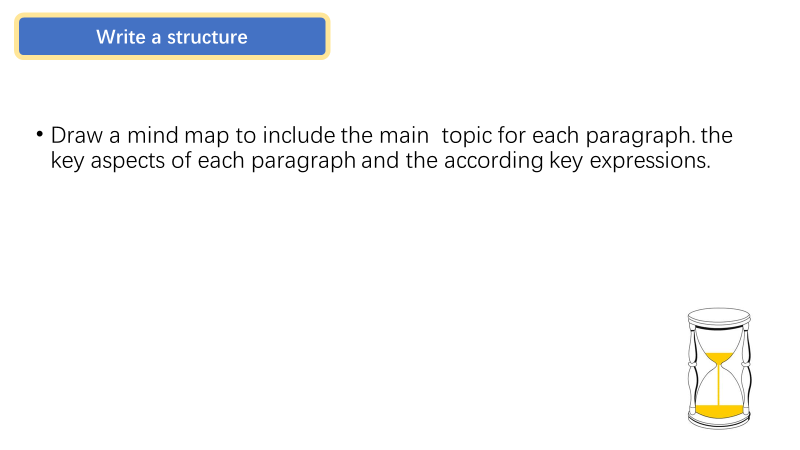 Write a structure
• Draw a mind map to include the main  topic for each paragraph. the
key aspects of each paragraph and the according key expressions.